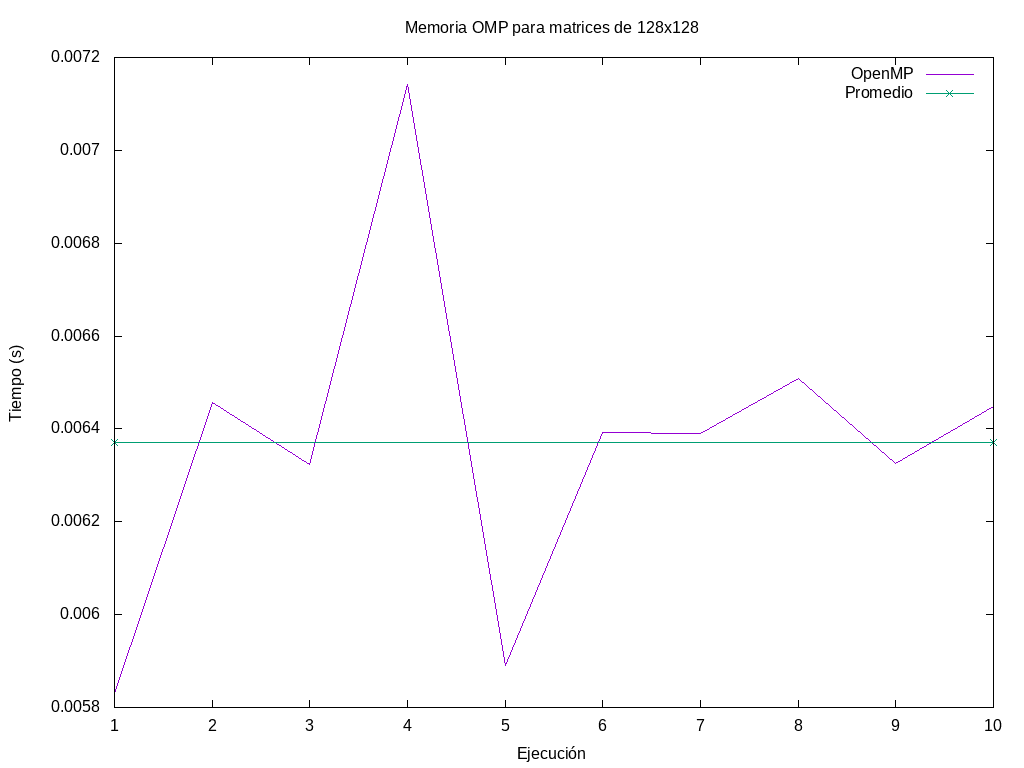 Memoria OMP para matrices de 128x128
OpenMP
Promedio
0.0072
0.007
0.0068
0.0066
0.0064
0.0062
0.006
0.0058
Tiempo (s)
1 2 3 4 5 6 7 8 9 10
Ejecución